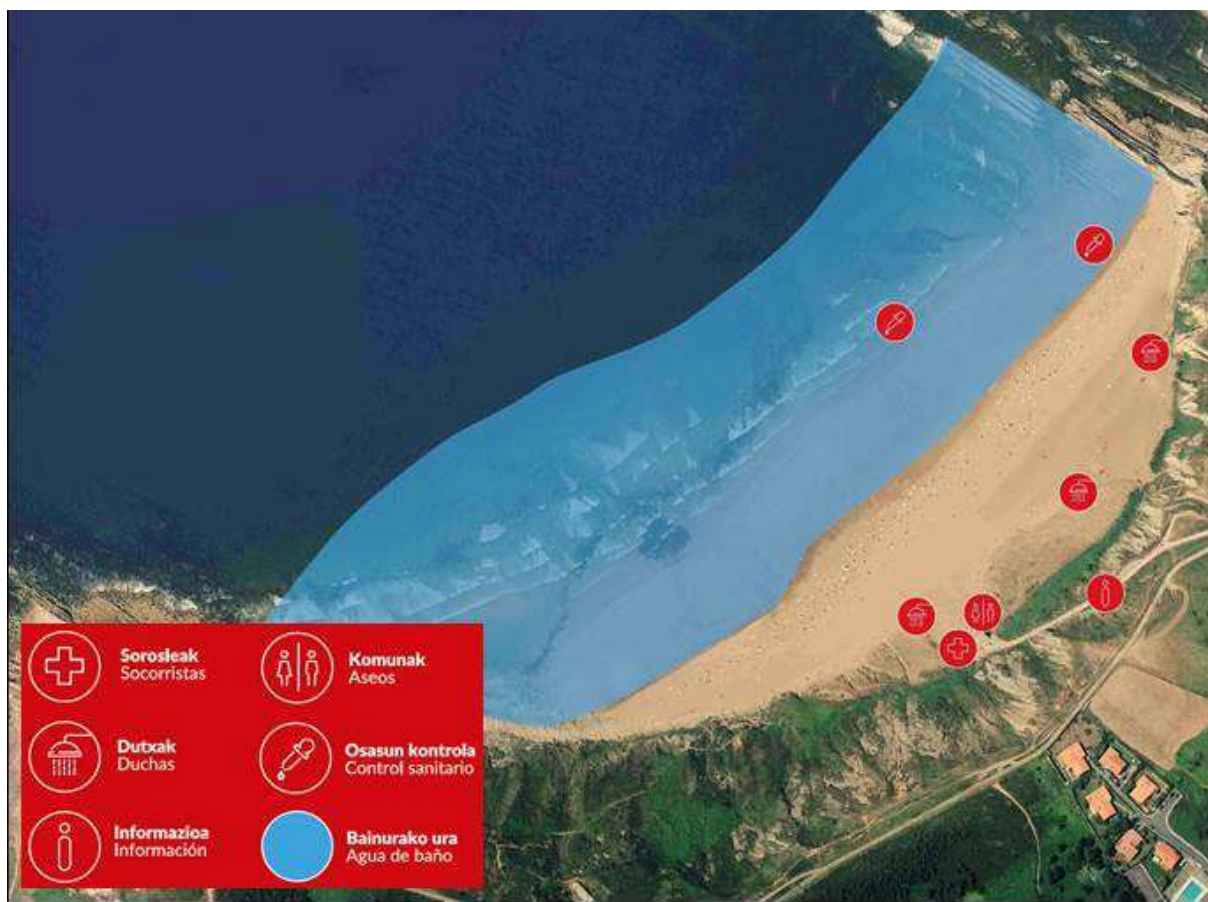 Sorosleak
Socorristas
Komunak
Aseos
Dutxak
Duchas
Osasun kontrola
Control sanitario
Informazioa
Información
Bainurako ura
Agua de baño